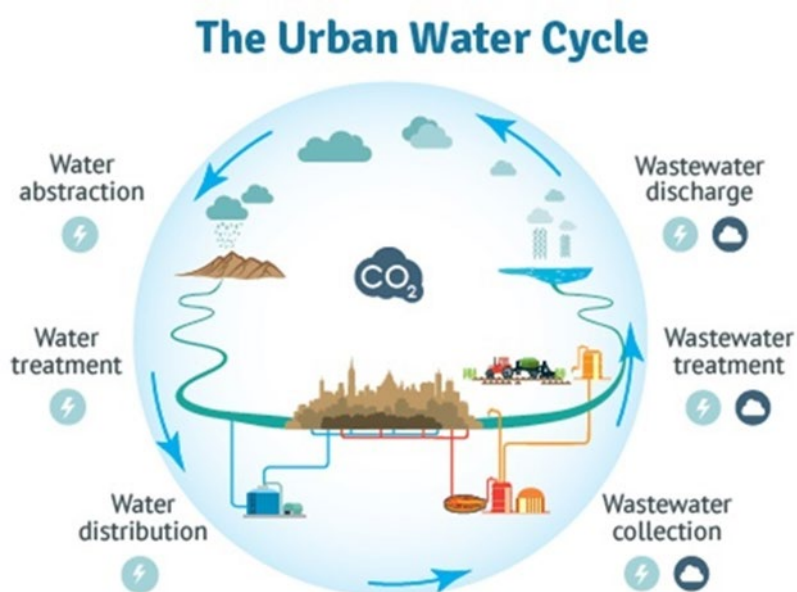 The Urban Water Cycle
Water
abstraction
Wastewater
discharge
CO₂
Water
treatment
Wastewater
treatment
Water
distribution
Wastewater
collection